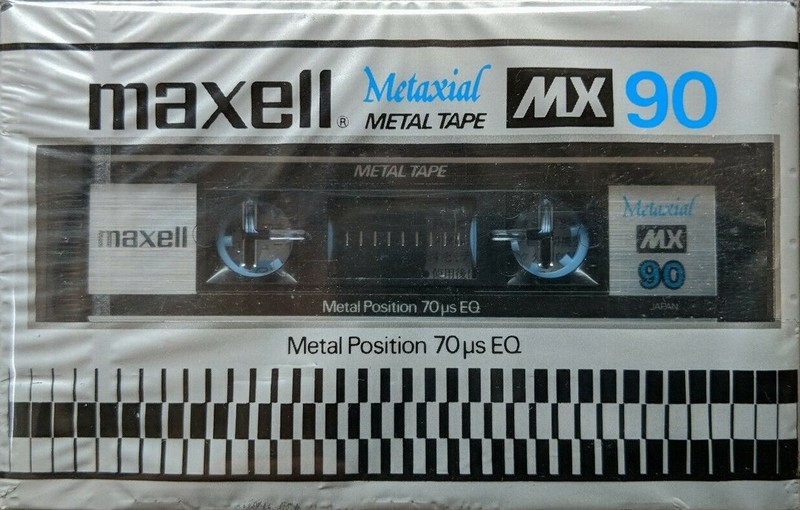 maxell® Metaxial MX 90
METAL TAPE
METAL TAPE
maxell
Metaxial
MX
90
JAPAN
Metal Position 70µs EQ
Metal Position 70µs EQ